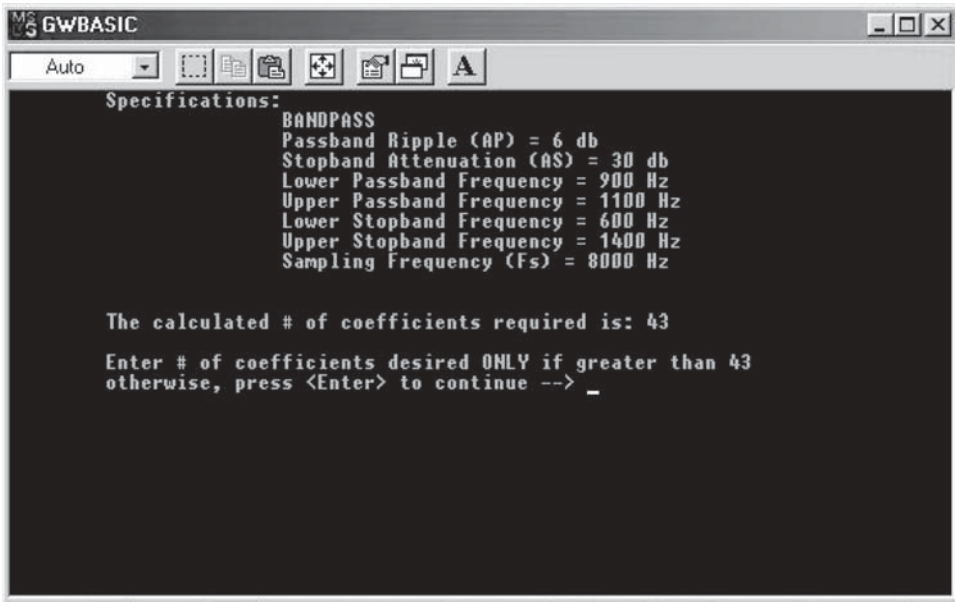 GWBASIC
Auto
A
Specifications:
BANDPASS
Passband Ripple (AP) = 6 db
Stopband Attenuation (AS) = 30 db
Lower Passband Frequency = 900 Hz
Upper Passband Frequency = 1100 Hz
Lower Stopband Frequency = 600 Hz
Upper Stopband Frequency = 1400 Hz
Sampling Frequency (Fs) = 8000 Hz
The calculated # of coefficients required is: 43
Enter # of coefficients desired ONLY if greater than 43
otherwise, press <Enter> to continue --> _